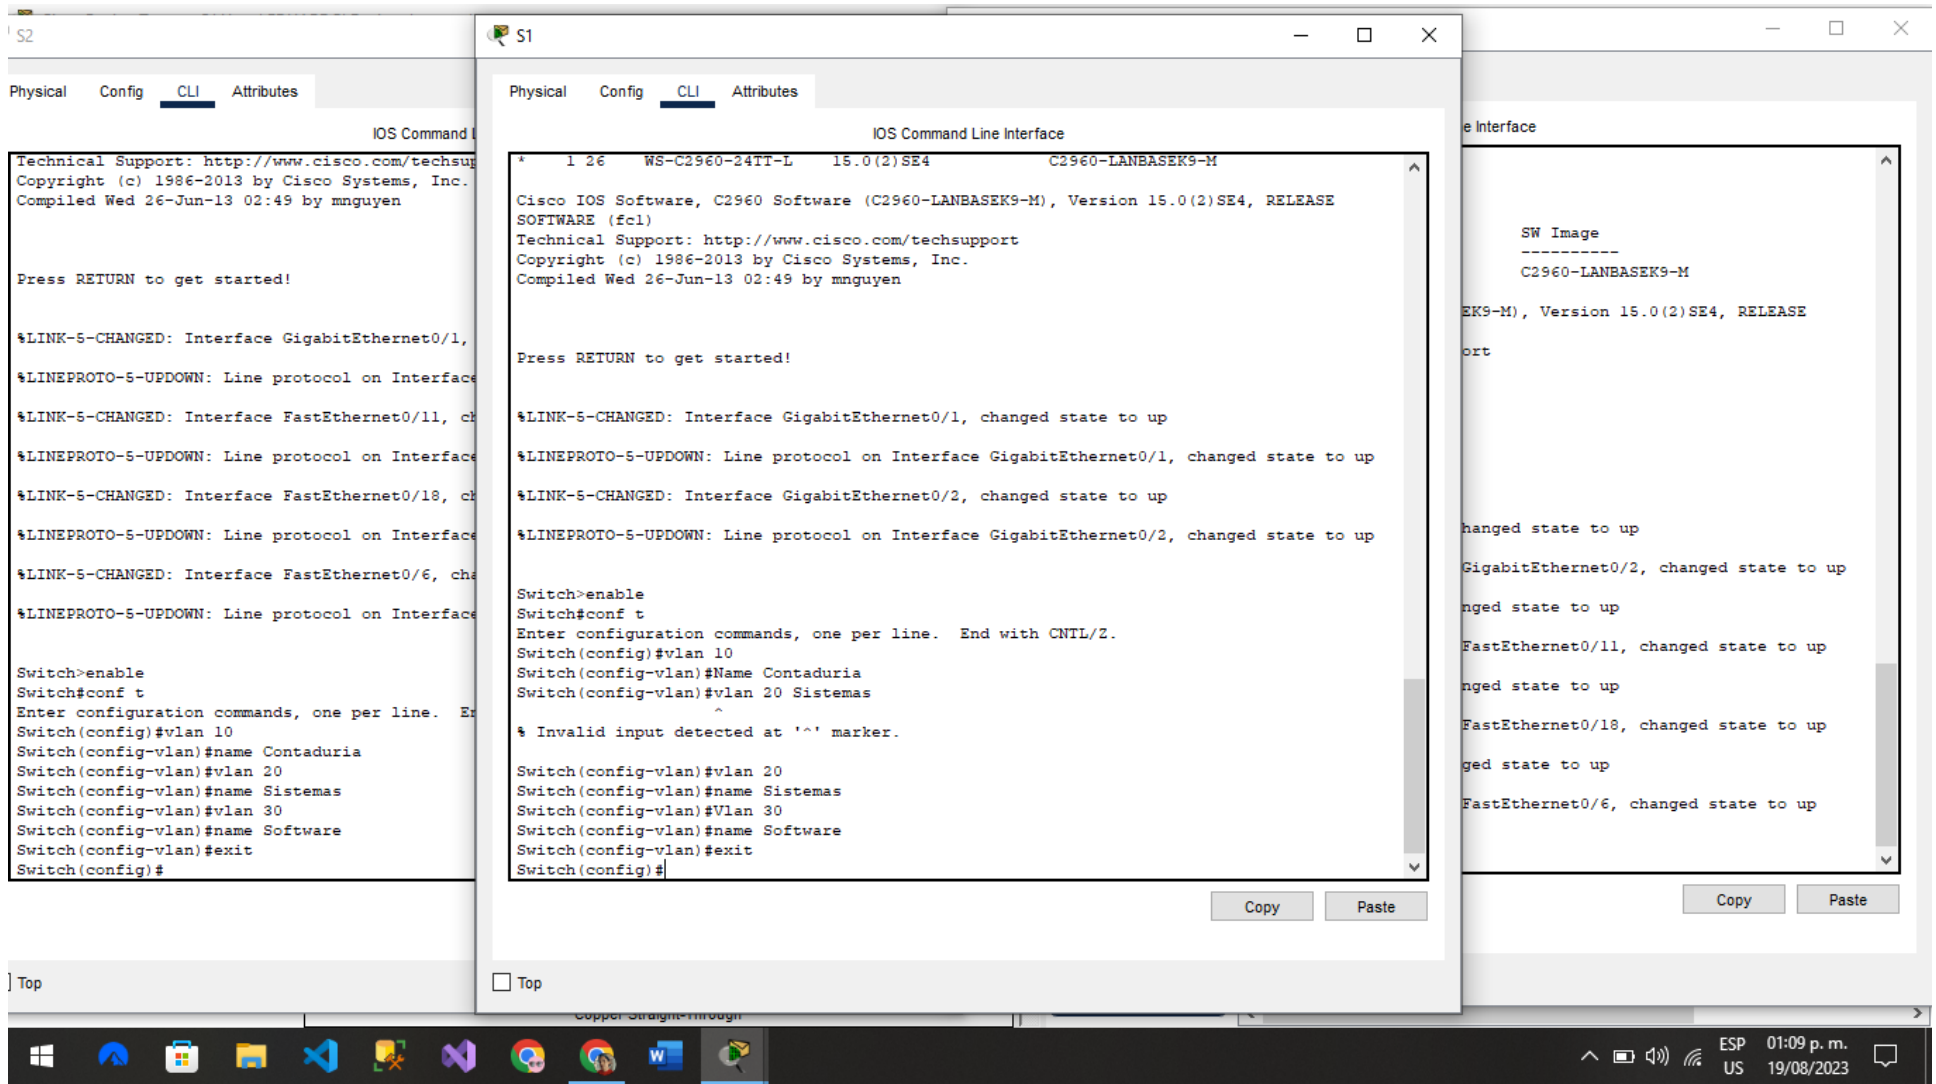 S2
Physical Config CLI Attributes
IOS Command L
Technical Support: http://www.cisco.com/techsup
Copyright (c) 1986-2013 by Cisco Systems, Inc.
Compiled Wed 26-Jun-13 02:49 by mnguyen
Press RETURN to get started!
%LINK-5-CHANGED: Interface GigabitEthernet0/1,
%LINEPROTO-5-UPDOWN: Line protocol on Interface
%LINK-5-CHANGED: Interface FastEthernet0/11, ch
%LINEPROTO-5-UPDOWN: Line protocol on Interface
%LINK-5-CHANGED: Interface FastEthernet0/18, ch
%LINEPROTO-5-UPDOWN: Line protocol on Interface
%LINK-5-CHANGED: Interface FastEthernet0/6, cha
%LINEPROTO-5-UPDOWN: Line protocol on Interface
Switch>enable
Switch#conf t
Enter configuration commands, one per line. En
Switch(config)#vlan 10
Switch(config-vlan)#name Contaduria
Switch(config-vlan)#vlan 20
Switch(config-vlan)#name Sistemas
Switch(config-vlan)#vlan 30
Switch(config-vlan)#name Software
Switch(config-vlan)#exit
Switch(config)#
Top
S1
Physical Config CLI Attributes
IOS Command Line Interface
* 1 26 WS-C2960-24TT-L 15.0(2)SE4 C2960-LANBASEK9-M
Cisco IOS Software, C2960 Software (C2960-LANBASEK9-M), Version 15.0(2)SE4, RELEASE
SOFTWARE (fc1)
Technical Support: http://www.cisco.com/techsupport
Copyright (c) 1986-2013 by Cisco Systems, Inc.
Compiled Wed 26-Jun-13 02:49 by mnguyen
Press RETURN to get started!
%LINK-5-CHANGED: Interface GigabitEthernet0/1, changed state to up
%LINEPROTO-5-UPDOWN: Line protocol on Interface GigabitEthernet0/1, changed state to up
%LINK-5-CHANGED: Interface GigabitEthernet0/2, changed state to up
%LINEPROTO-5-UPDOWN: Line protocol on Interface GigabitEthernet0/2, changed state to up
Switch>enable
Switch#conf t
Enter configuration commands, one per line. End with CNTL/Z.
Switch(config)#vlan 10
Switch(config-vlan)#Name Contaduria
Switch(config-vlan)#vlan 20 Sistemas
^
% Invalid input detected at '^' marker.
Switch(config-vlan)#vlan 20
Switch(config-vlan)#name Sistemas
Switch(config-vlan)#Vlan 30
Switch(config-vlan)#name Software
Switch(config-vlan)#exit
Switch(config)#
Copy Paste
Top
e Interface
SW Image
----------
C2960-LANBASEK9-M
EK9-M), Version 15.0(2)SE4, RELEASE
ort
hanged state to up
GigabitEthernet0/2, changed state to up
nged state to up
FastEthernet0/11, changed state to up
nged state to up
FastEthernet0/18, changed state to up
ged state to up
FastEthernet0/6, changed state to up
Copy Paste
Copper Straight-Through
ESP
US
01:09 p. m.
19/08/2023